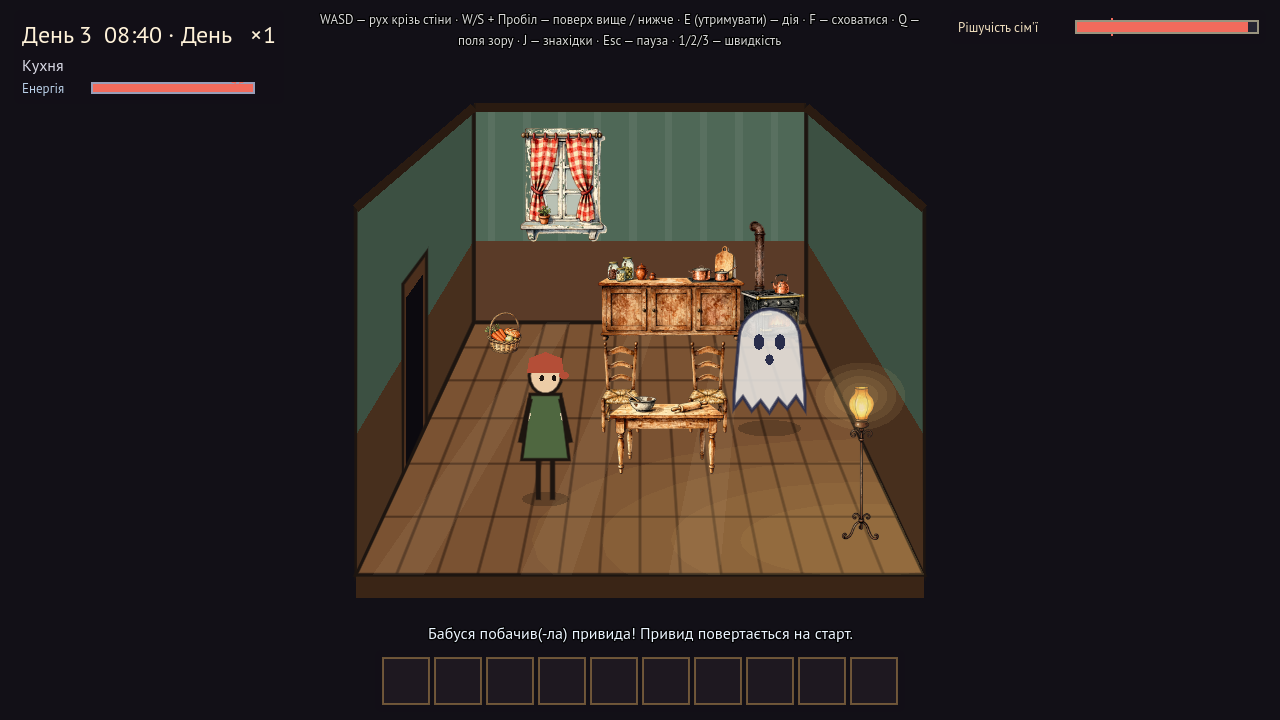 День 3  08:40 · День  ×1
Кухня
Енергія
WASD — рух крізь стіни · W/S + Пробіл — поверх вище / нижче · E (утримувати) — дія · F — сховатися · Q —
поля зору · J — знахідки · Esc — пауза · 1/2/3 — швидкість
Рішучість сім'ї
Бабуся побачив(-ла) привида! Привид повертається на старт.